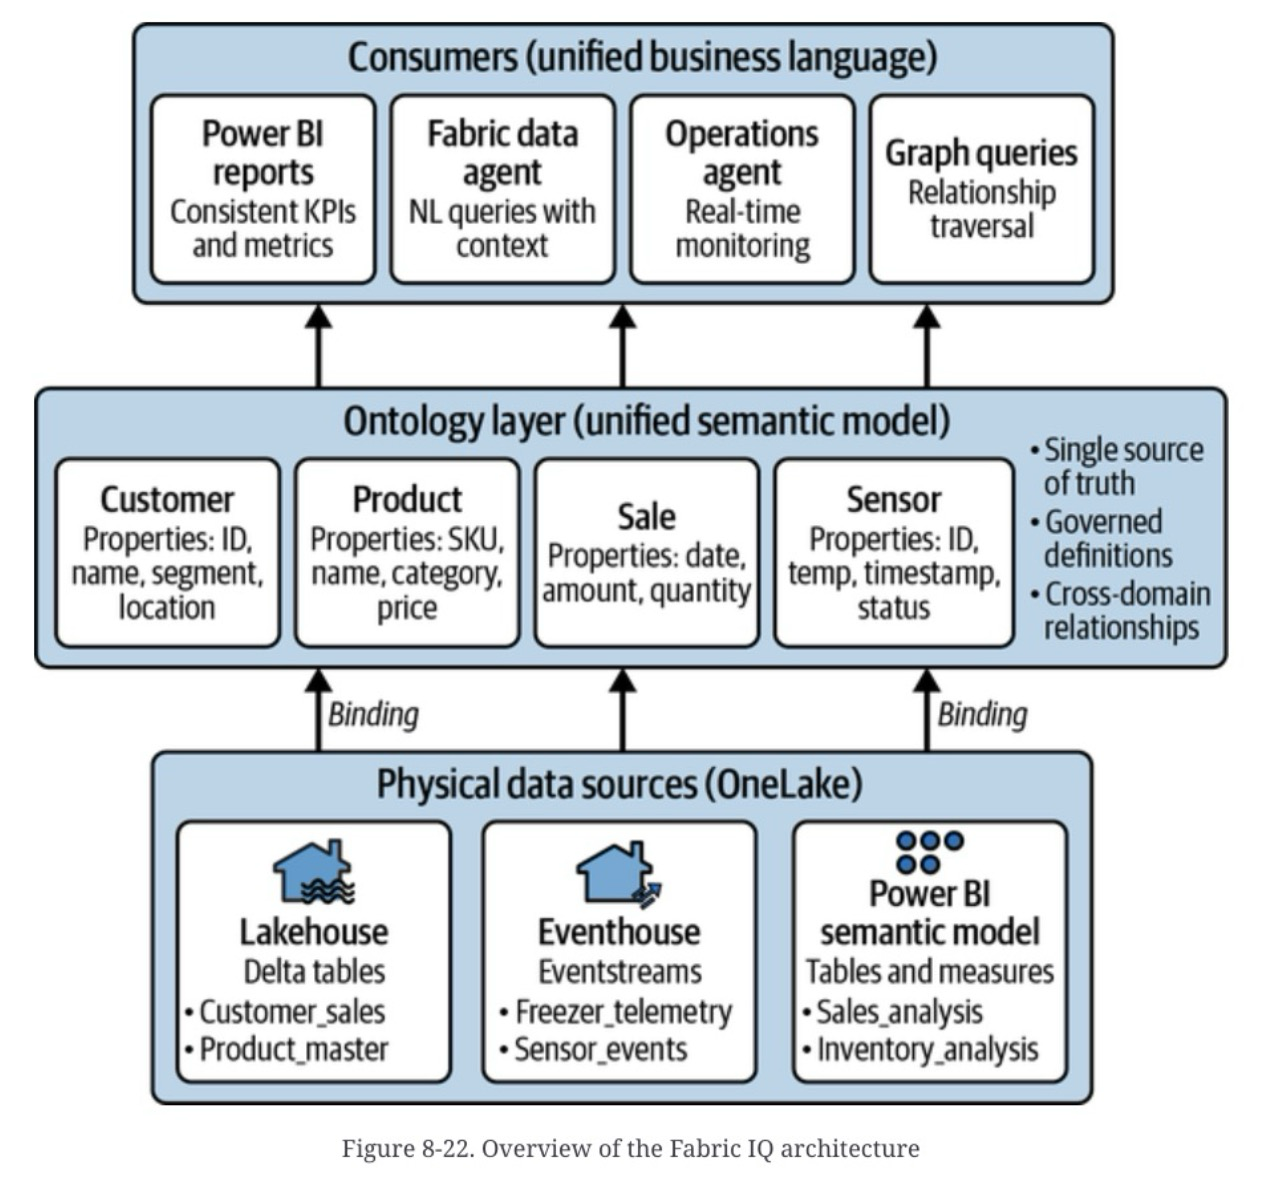 Consumers (unified business language)
Power BI
reports
Consistent KPIs
and metrics
Fabric data
agent
NL queries with
context
Operations
agent
Real-time
monitoring
Graph queries
Relationship
traversal
Ontology layer (unified semantic model)
Customer
Properties: ID,
name, segment,
location
Product
Properties: SKU,
name, category,
price
Sale
Properties: date,
amount, quantity
Sensor
Properties: ID,
temp, timestamp,
status
• Single source
of truth
• Governed
definitions
• Cross-domain
relationships
Binding
Binding
Physical data sources (OneLake)
Lakehouse
Delta tables
• Customer_sales
• Product_master
Eventhouse
Eventstreams
• Freezer_telemetry
• Sensor_events
Power BI
semantic model
Tables and measures
• Sales_analysis
• Inventory_analysis
Figure 8-22. Overview of the Fabric IQ architecture